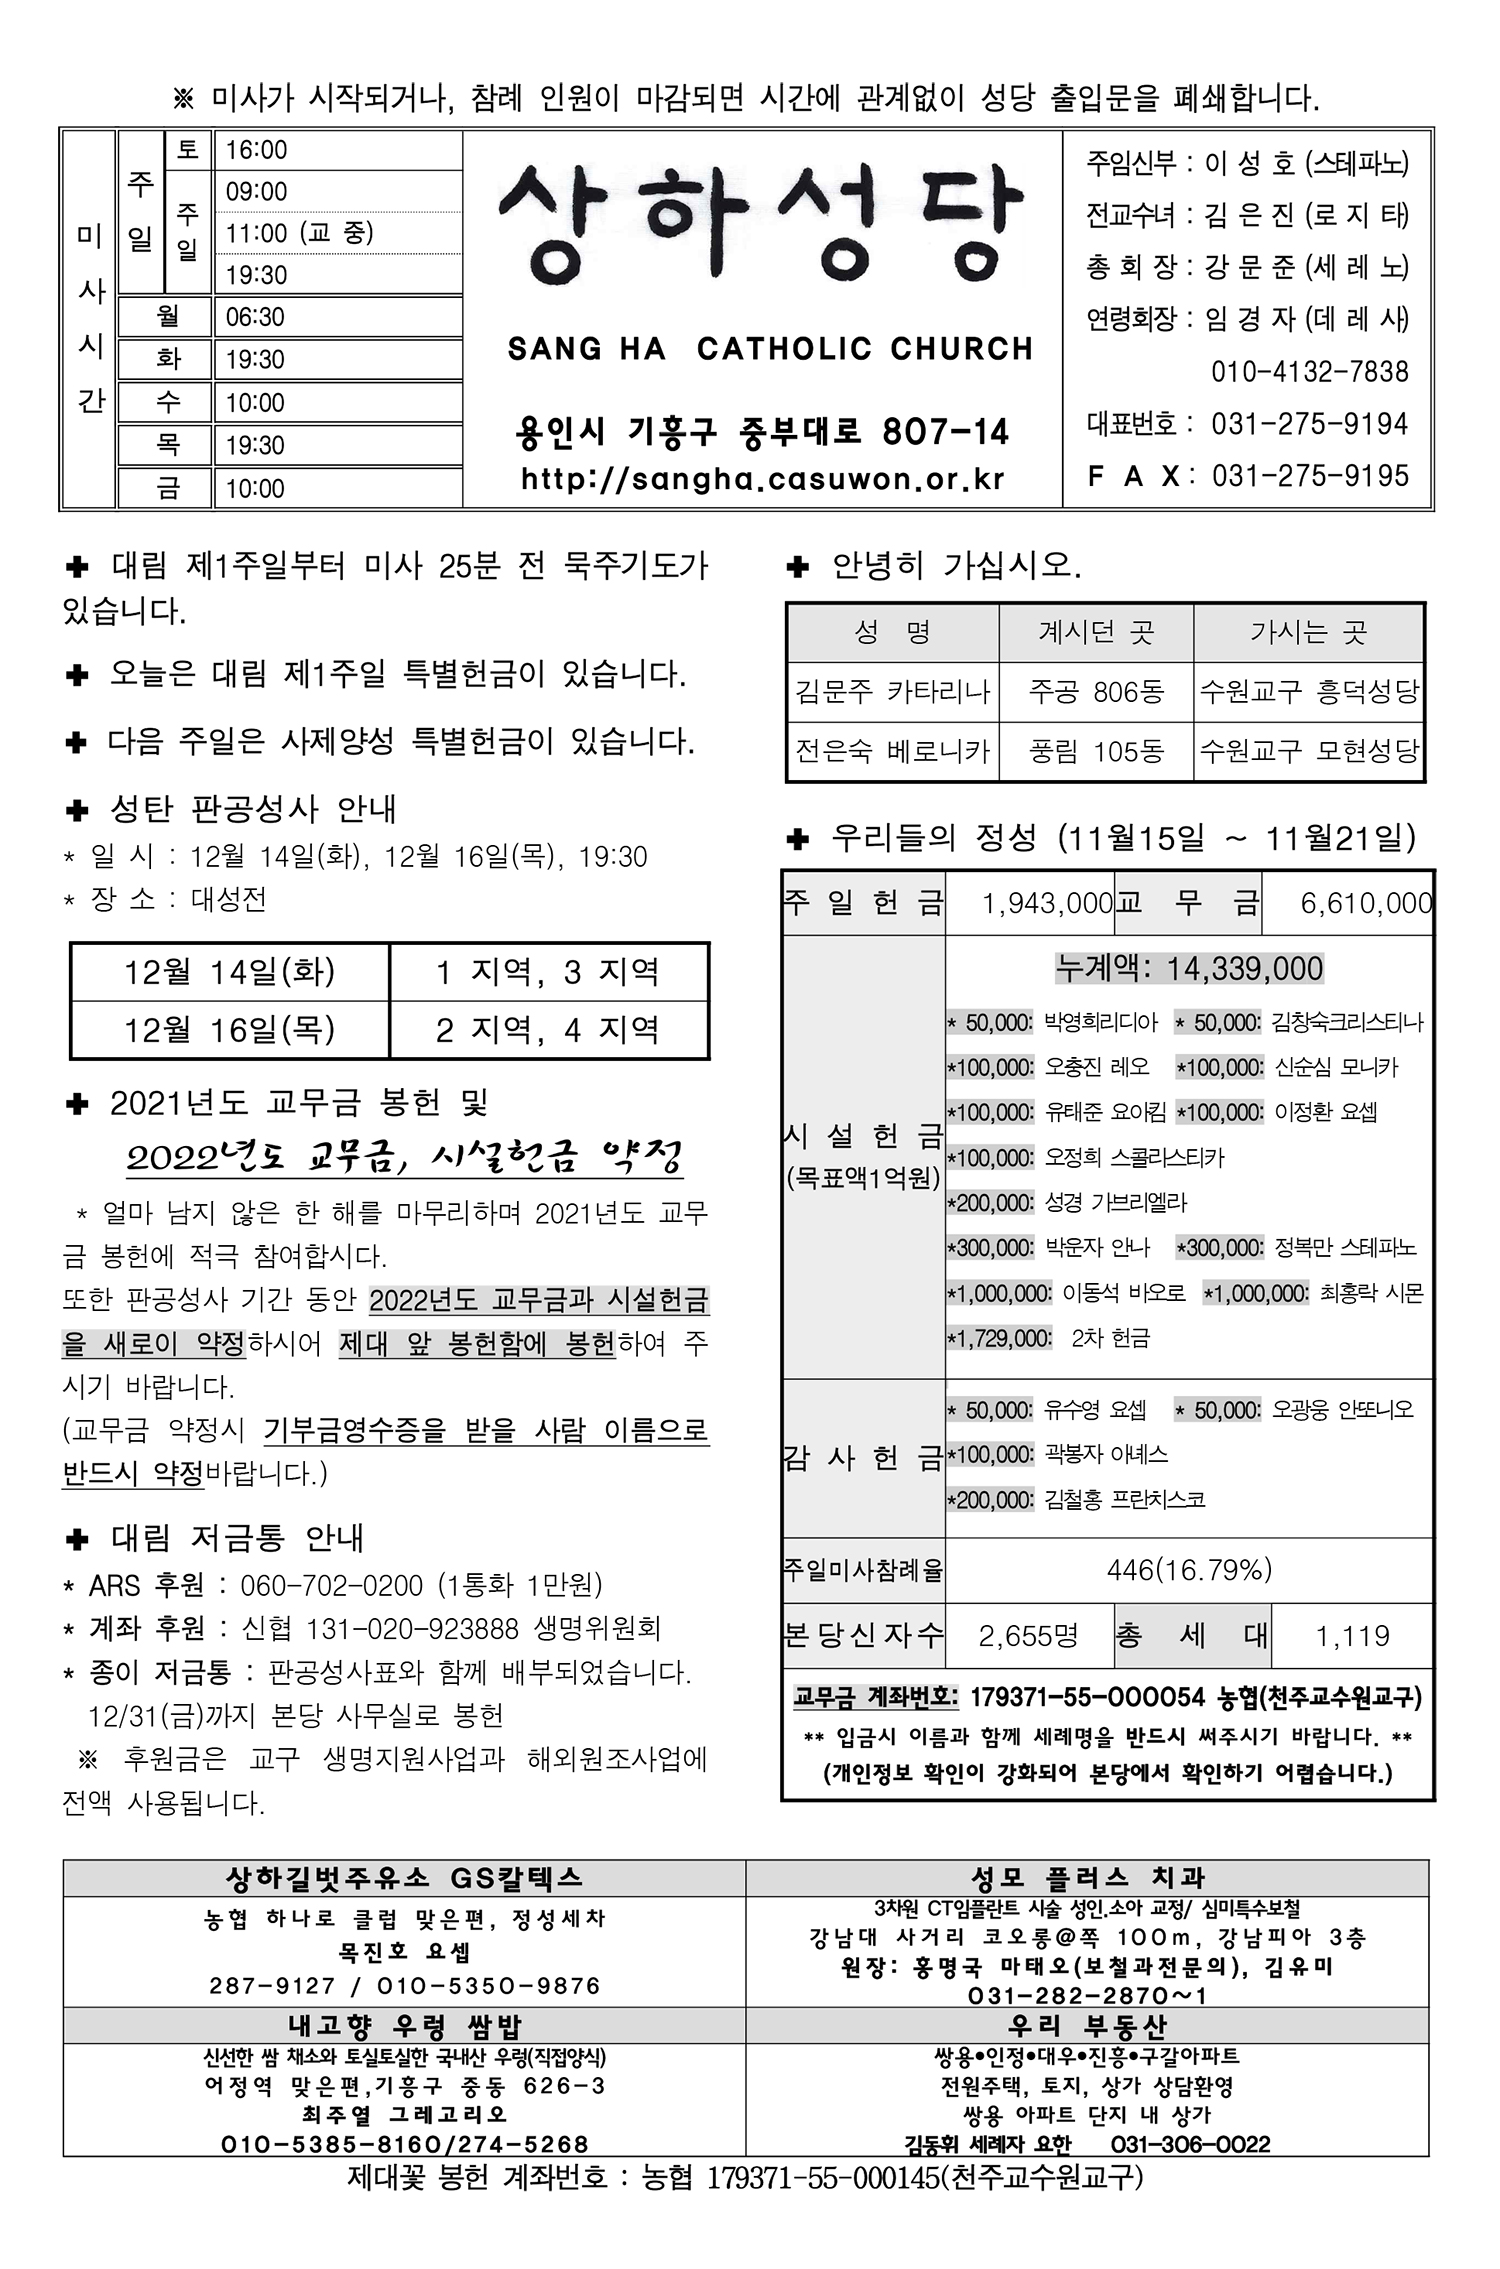 ※ 미사가 시작되거나, 참례 인원이 마감되면 시간에 관계없이 성당 출입문을 폐쇄합니다.
미사시간
주일
토 16:00
주일 09:00
11:00 (교 중)
19:30
월 06:30
화 19:30
수 10:00
목 19:30
금 10:00
상하성당
SANG HA CATHOLIC CHURCH
용인시 기흥구 중부대로 807-14
http://sangha.casuwon.or.kr
주임신부 : 이 성 호 (스테파노)
전교수녀 : 김 은 진 (로 지 타)
총 회 장 : 강 문 준 (세 레 노)
연령회장 : 임 경 자 (데 레 사)
010-4132-7838
대표번호 : 031-275-9194
F A X : 031-275-9195
✚ 대림 제1주일부터 미사 25분 전 묵주기도가
있습니다.
✚ 오늘은 대림 제1주일 특별헌금이 있습니다.
✚ 다음 주일은 사제양성 특별헌금이 있습니다.
✚ 성탄 판공성사 안내
* 일 시 : 12월 14일(화), 12월 16일(목), 19:30
* 장 소 : 대성전
12월 14일(화) 1 지역, 3 지역
12월 16일(목) 2 지역, 4 지역
✚ 2021년도 교무금 봉헌 및
2022년도 교무금, 시설헌금 약정
* 얼마 남지 않은 한 해를 마무리하며 2021년도 교무
금 봉헌에 적극 참여합시다.
또한 판공성사 기간 동안 2022년도 교무금과 시설헌금
을 새로이 약정하시어 제대 앞 봉헌함에 봉헌하여 주
시기 바랍니다.
(교무금 약정시 기부금영수증을 받을 사람 이름으로
반드시 약정바랍니다.)
✚ 대림 저금통 안내
* ARS 후원 : 060-702-0200 (1통화 1만원)
* 계좌 후원 : 신협 131-020-923888 생명위원회
* 종이 저금통 : 판공성사표와 함께 배부되었습니다.
12/31(금)까지 본당 사무실로 봉헌
※ 후원금은 교구 생명지원사업과 해외원조사업에
전액 사용됩니다.
✚ 안녕히 가십시오.
성 명 계시던 곳 가시는 곳
김문주 카타리나 주공 806동 수원교구 흥덕성당
전은숙 베로니카 풍림 105동 수원교구 모현성당
✚ 우리들의 정성 (11월15일 ~ 11월21일)
주 일 헌 금 1,943,000 교 무 금 6,610,000
시 설 헌 금
(목표액1억원)
누계액: 14,339,000
* 50,000: 박영희리디아 * 50,000: 김창숙크리스티나
*100,000: 오충진 레오 *100,000: 신순심 모니카
*100,000: 유태준 요아킴 *100,000: 이정환 요셉
*100,000: 오정희 스콜라스티카
*200,000: 성경 가브리엘라
*300,000: 박운자 안나 *300,000: 정복만 스테파노
*1,000,000: 이동석 바오로 *1,000,000: 최홍락 시몬
*1,729,000: 2차 헌금
감 사 헌 금
* 50,000: 유수영 요셉 * 50,000: 오광웅 안또니오
*100,000: 곽봉자 아녜스
*200,000: 김철홍 프란치스코
주일미사참례율 446(16.79%)
본당신자수 2,655명 총 세 대 1,119
교무금 계좌번호: 179371-55-000054 농협(천주교수원교구)
** 입금시 이름과 함께 세례명을 반드시 써주시기 바랍니다. **
(개인정보 확인이 강화되어 본당에서 확인하기 어렵습니다.)
상하길벗주유소 GS칼텍스
농협 하나로 클럽 맞은편, 정성세차
목진호 요셉
287-9127 / 010-5350-9876
성모 플러스 치과
3차원 CT임플란트 시술 성인.소아 교정/ 심미특수보철
강남대 사거리 코오롱@쪽 100m, 강남피아 3층
원장: 홍명국 마태오(보철과전문의), 김유미
031-282-2870~1
내고향 우렁 쌈밥
신선한 쌈 채소와 토실토실한 국내산 우렁(직접양식)
어정역 맞은편,기흥구 중동 626-3
최주열 그레고리오
010-5385-8160/274-5268
우리 부동산
쌍용•인정•대우•진흥•구갈아파트
전원주택, 토지, 상가 상담환영
쌍용 아파트 단지 내 상가
김동휘 세례자 요한 031-306-0022
제대꽃 봉헌 계좌번호 : 농협 179371-55-000145(천주교수원교구)